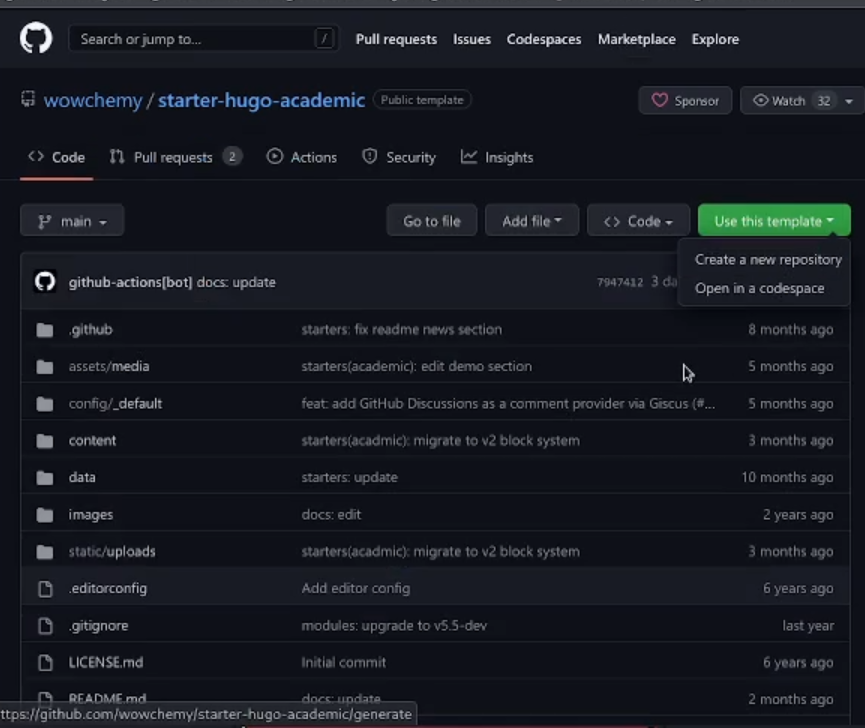 Search or jump to... / Pull requests Issues Codespaces Marketplace Explore
wowchemy / starter-hugo-academic Public template Sponsor Watch 32
Code Pull requests 2 Actions Security Insights
main Go to file Add file Code Use this template
Create a new repository
Open in a codespace
github-actions[bot] docs: update 7947412 3 da
.github starters: fix readme news section 8 months ago
assets/media starters(academic): edit demo section 5 months ago
config/_default feat: add GitHub Discussions as a comment provider via Giscus (#... 5 months ago
content starters(acadmic): migrate to v2 block system 3 months ago
data starters: update 10 months ago
images docs: edit 2 years ago
static/uploads starters(acadmic): migrate to v2 block system 3 months ago
.editorconfig Add editor config 6 years ago
.gitignore modules: upgrade to v5.5-dev last year
LICENSE.md Initial commit 6 years ago
README.md docs: update 2 months ago
ttps://github.com/wowchemy/starter-hugo-academic/generate